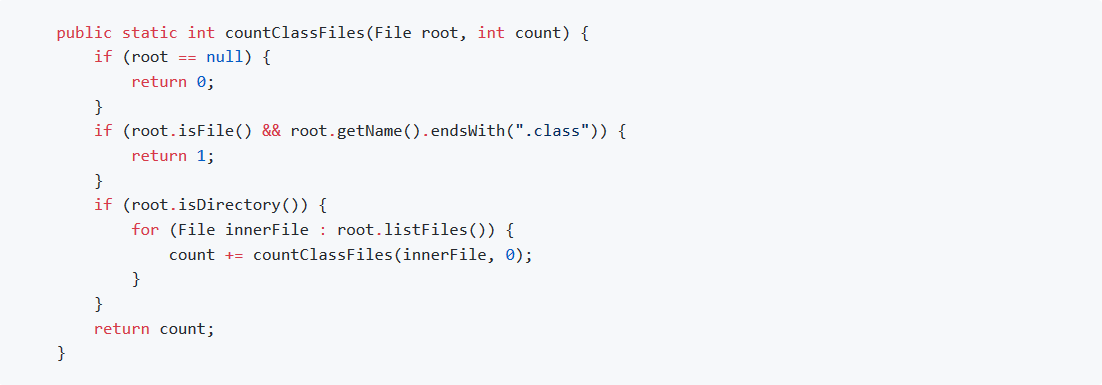 public static int countClassFiles(File root, int count) {
    if (root == null) {
        return 0;
    }
    if (root.isFile() && root.getName().endsWith(".class")) {
        return 1;
    }
    if (root.isDirectory()) {
        for (File innerFile : root.listFiles()) {
            count += countClassFiles(innerFile, 0);
        }
    }
    return count;
}